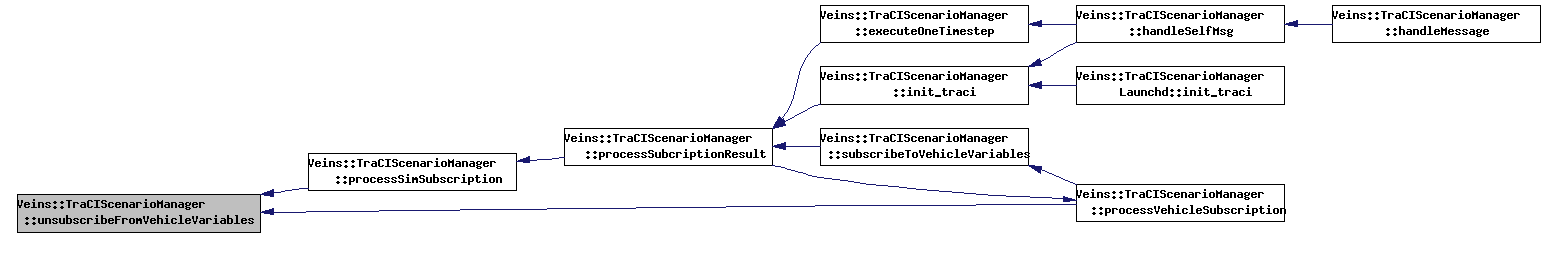 Veins::TraCIScenarioManager
::executeOneTimestep
Veins::TraCIScenarioManager
::handleSelfMsg
Veins::TraCIScenarioManager
::handleMessage
Veins::TraCIScenarioManager
::init_traci
Veins::TraCIScenarioManager
Launchd::init_traci
Veins::TraCIScenarioManager
::processSubcriptionResult
Veins::TraCIScenarioManager
::subscribeToVehicleVariables
Veins::TraCIScenarioManager
::processSimSubscription
Veins::TraCIScenarioManager
::processVehicleSubscription
Veins::TraCIScenarioManager
::unsubscribeFromVehicleVariables